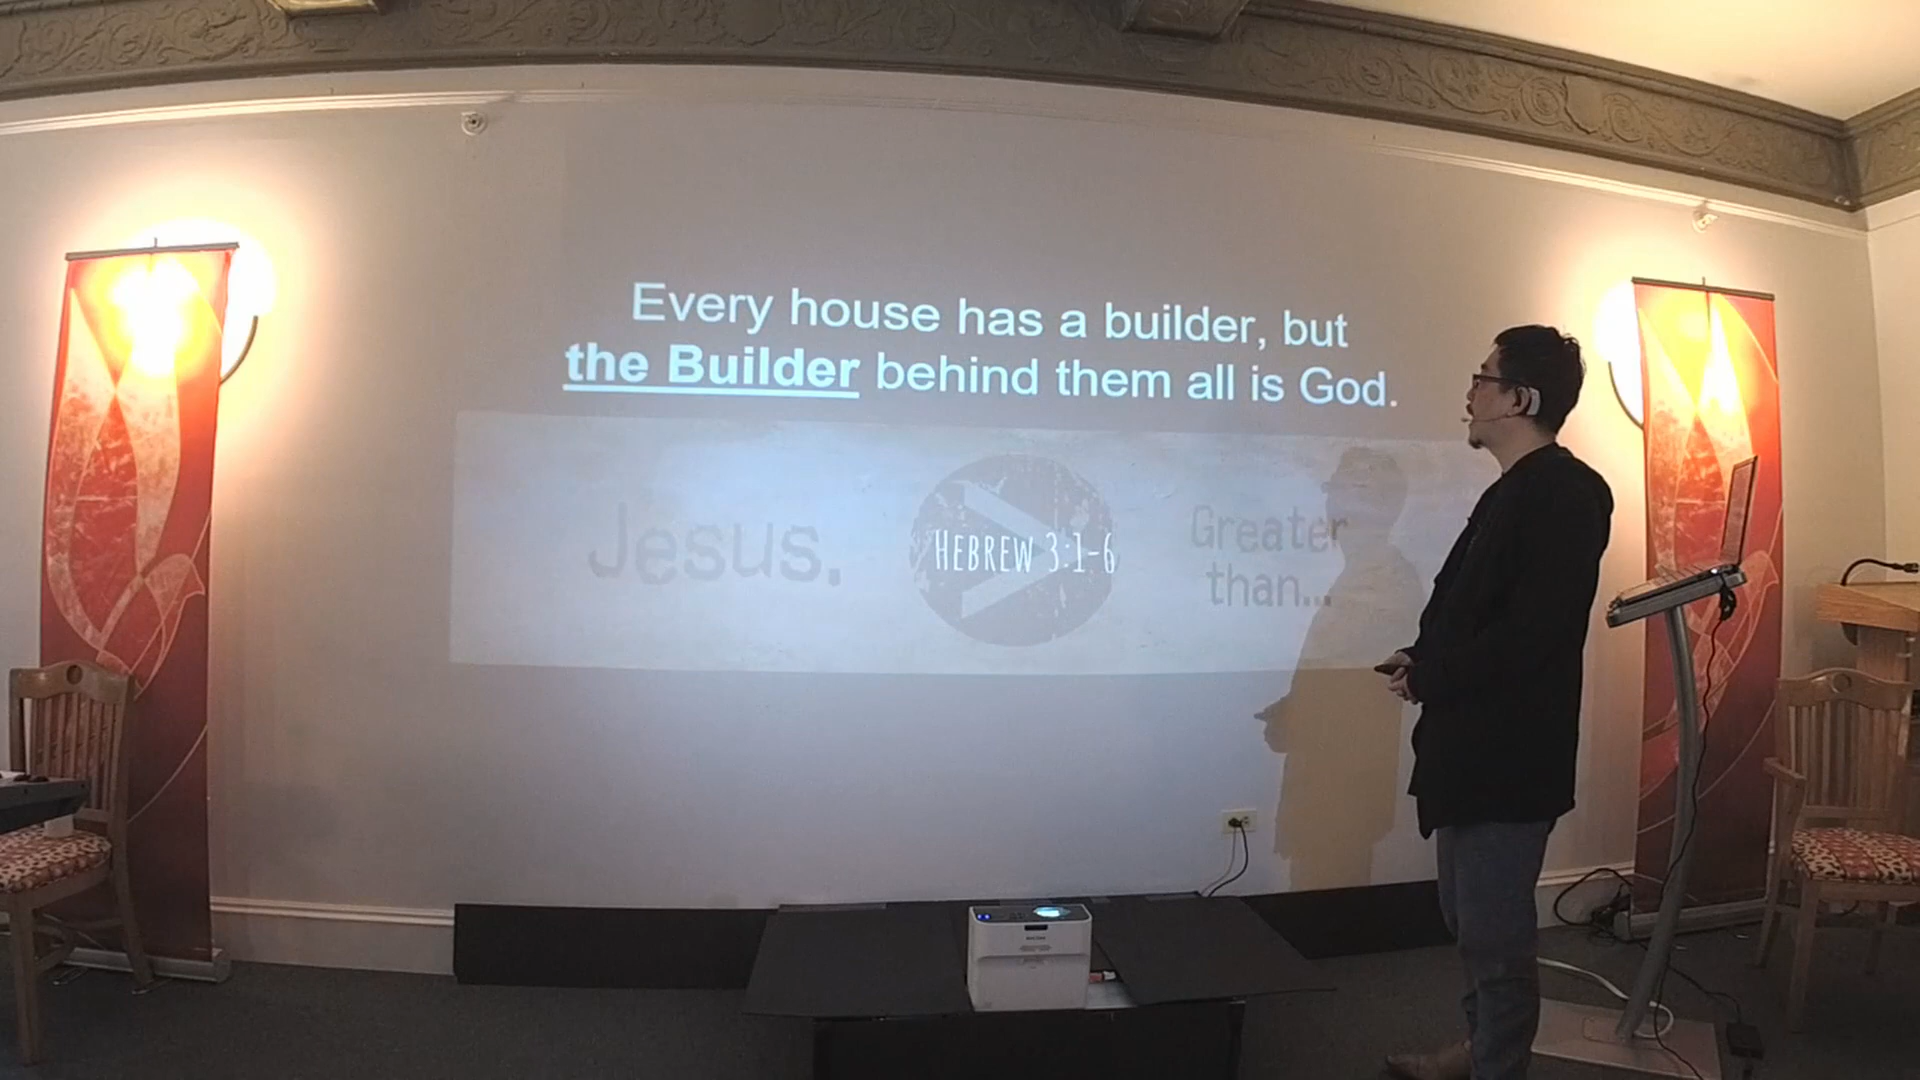 Every house has a builder, but
the Builder behind them all is God.
Jesus.
HEBREW 3:1-6
Greater
than...